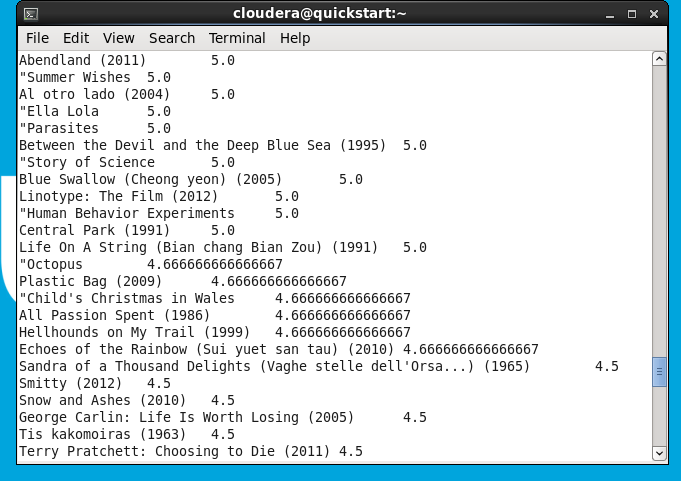 cloudera@quickstart:~
File Edit View Search Terminal Help
Abendland (2011) 5.0
"Summer Wishes 5.0
Al otro lado (2004) 5.0
"Ella Lola 5.0
"Parasites 5.0
Between the Devil and the Deep Blue Sea (1995) 5.0
"Story of Science 5.0
Blue Swallow (Cheong yeon) (2005) 5.0
Linotype: The Film (2012) 5.0
"Human Behavior Experiments 5.0
Central Park (1991) 5.0
Life On A String (Bian chang Bian Zou) (1991) 5.0
"Octopus 4.666666666666667
Plastic Bag (2009) 4.666666666666667
"Child's Christmas in Wales 4.666666666666667
All Passion Spent (1986) 4.666666666666667
Hellhounds on My Trail (1999) 4.666666666666667
Echoes of the Rainbow (Sui yuet san tau) (2010) 4.666666666666667
Sandra of a Thousand Delights (Vaghe stelle dell'Orsa...) (1965) 4.5
Smitty (2012) 4.5
Snow and Ashes (2010) 4.5
George Carlin: Life Is Worth Losing (2005) 4.5
Tis kakomoiras (1963) 4.5
Terry Pratchett: Choosing to Die (2011) 4.5